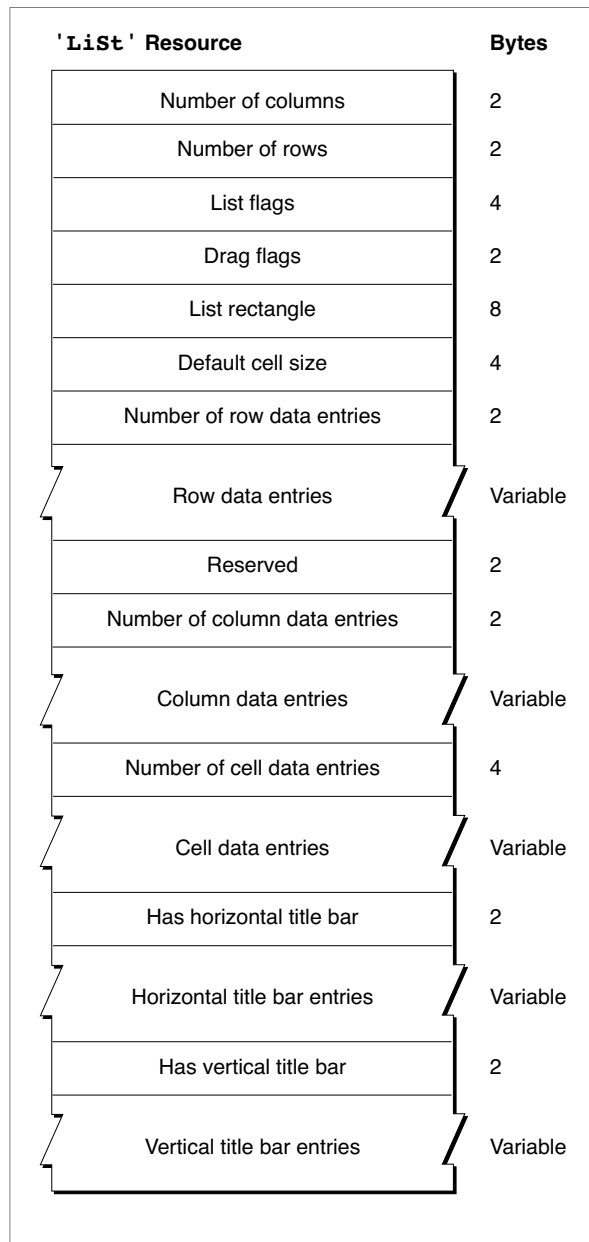 'LiSt' Resource Bytes
Number of columns 2
Number of rows 2
List flags 4
Drag flags 2
List rectangle 8
Default cell size 4
Number of row data entries 2
Row data entries Variable
Reserved 2
Number of column data entries 2
Column data entries Variable
Number of cell data entries 4
Cell data entries Variable
Has horizontal title bar 2
Horizontal title bar entries Variable
Has vertical title bar 2
Vertical title bar entries Variable